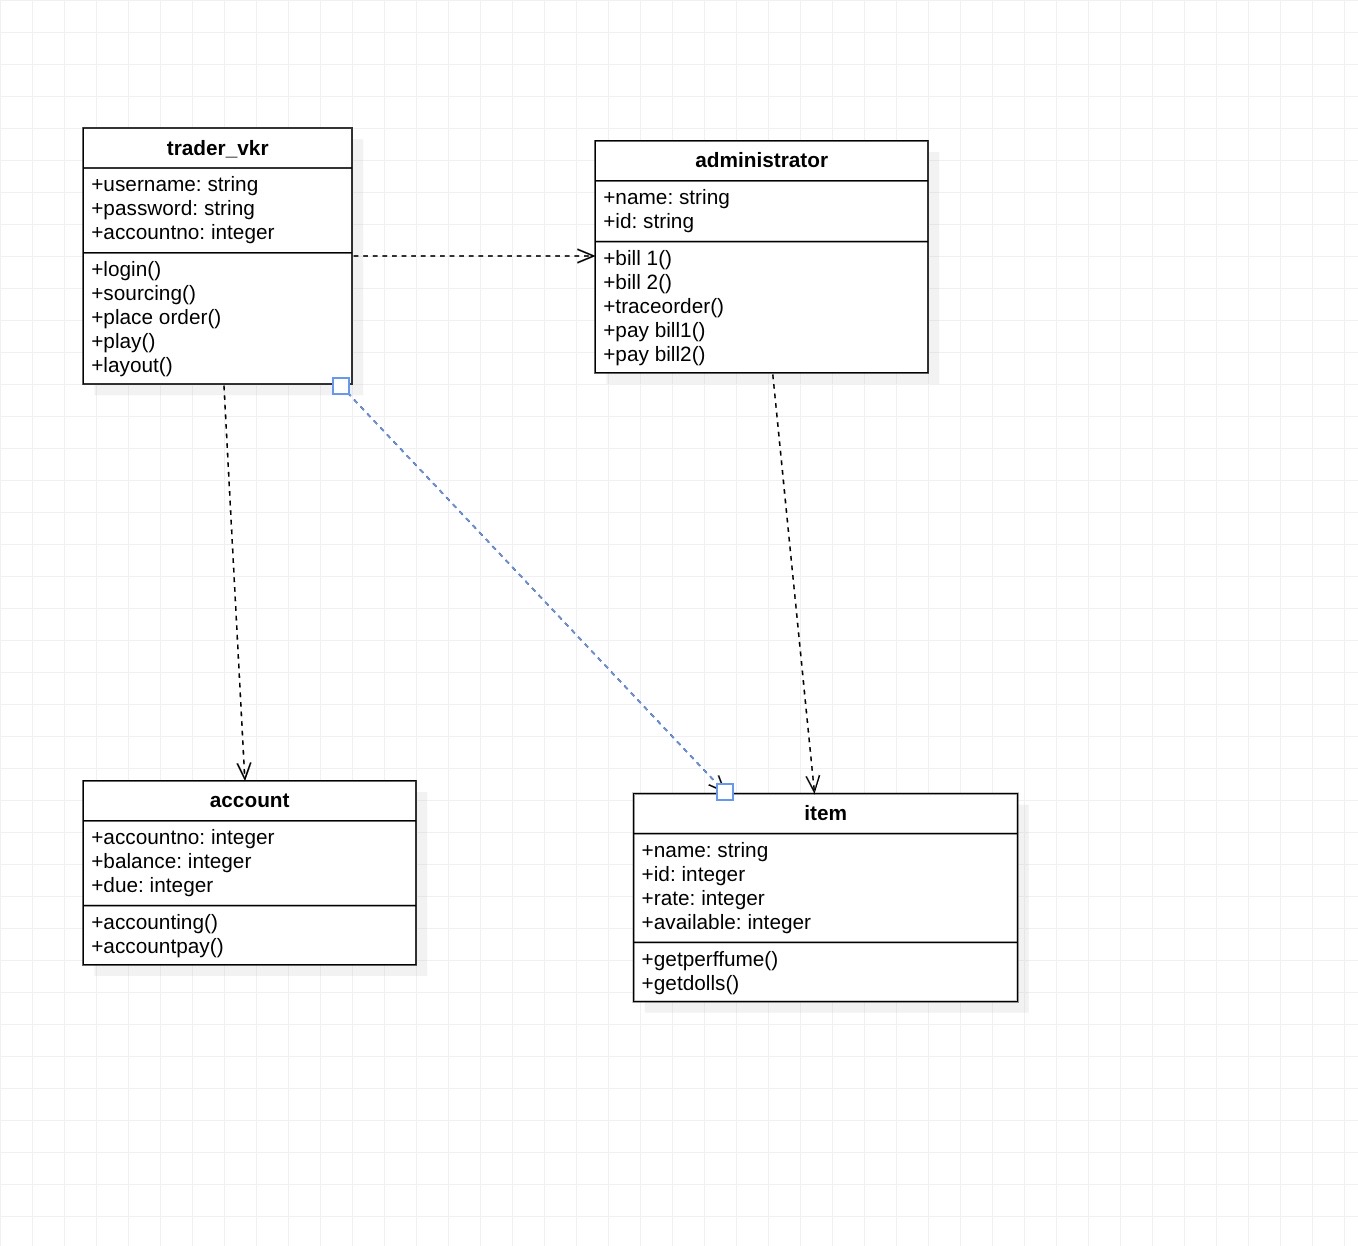 trader_vkr
+username: string
+password: string
+accountno: integer
+login()
+sourcing()
+place order()
+play()
+layout()
administrator
+name: string
+id: string
+bill 1()
+bill 2()
+traceorder()
+pay bill1()
+pay bill2()
account
+accountno: integer
+balance: integer
+due: integer
+accounting()
+accountpay()
item
+name: string
+id: integer
+rate: integer
+available: integer
+getperffume()
+getdolls()